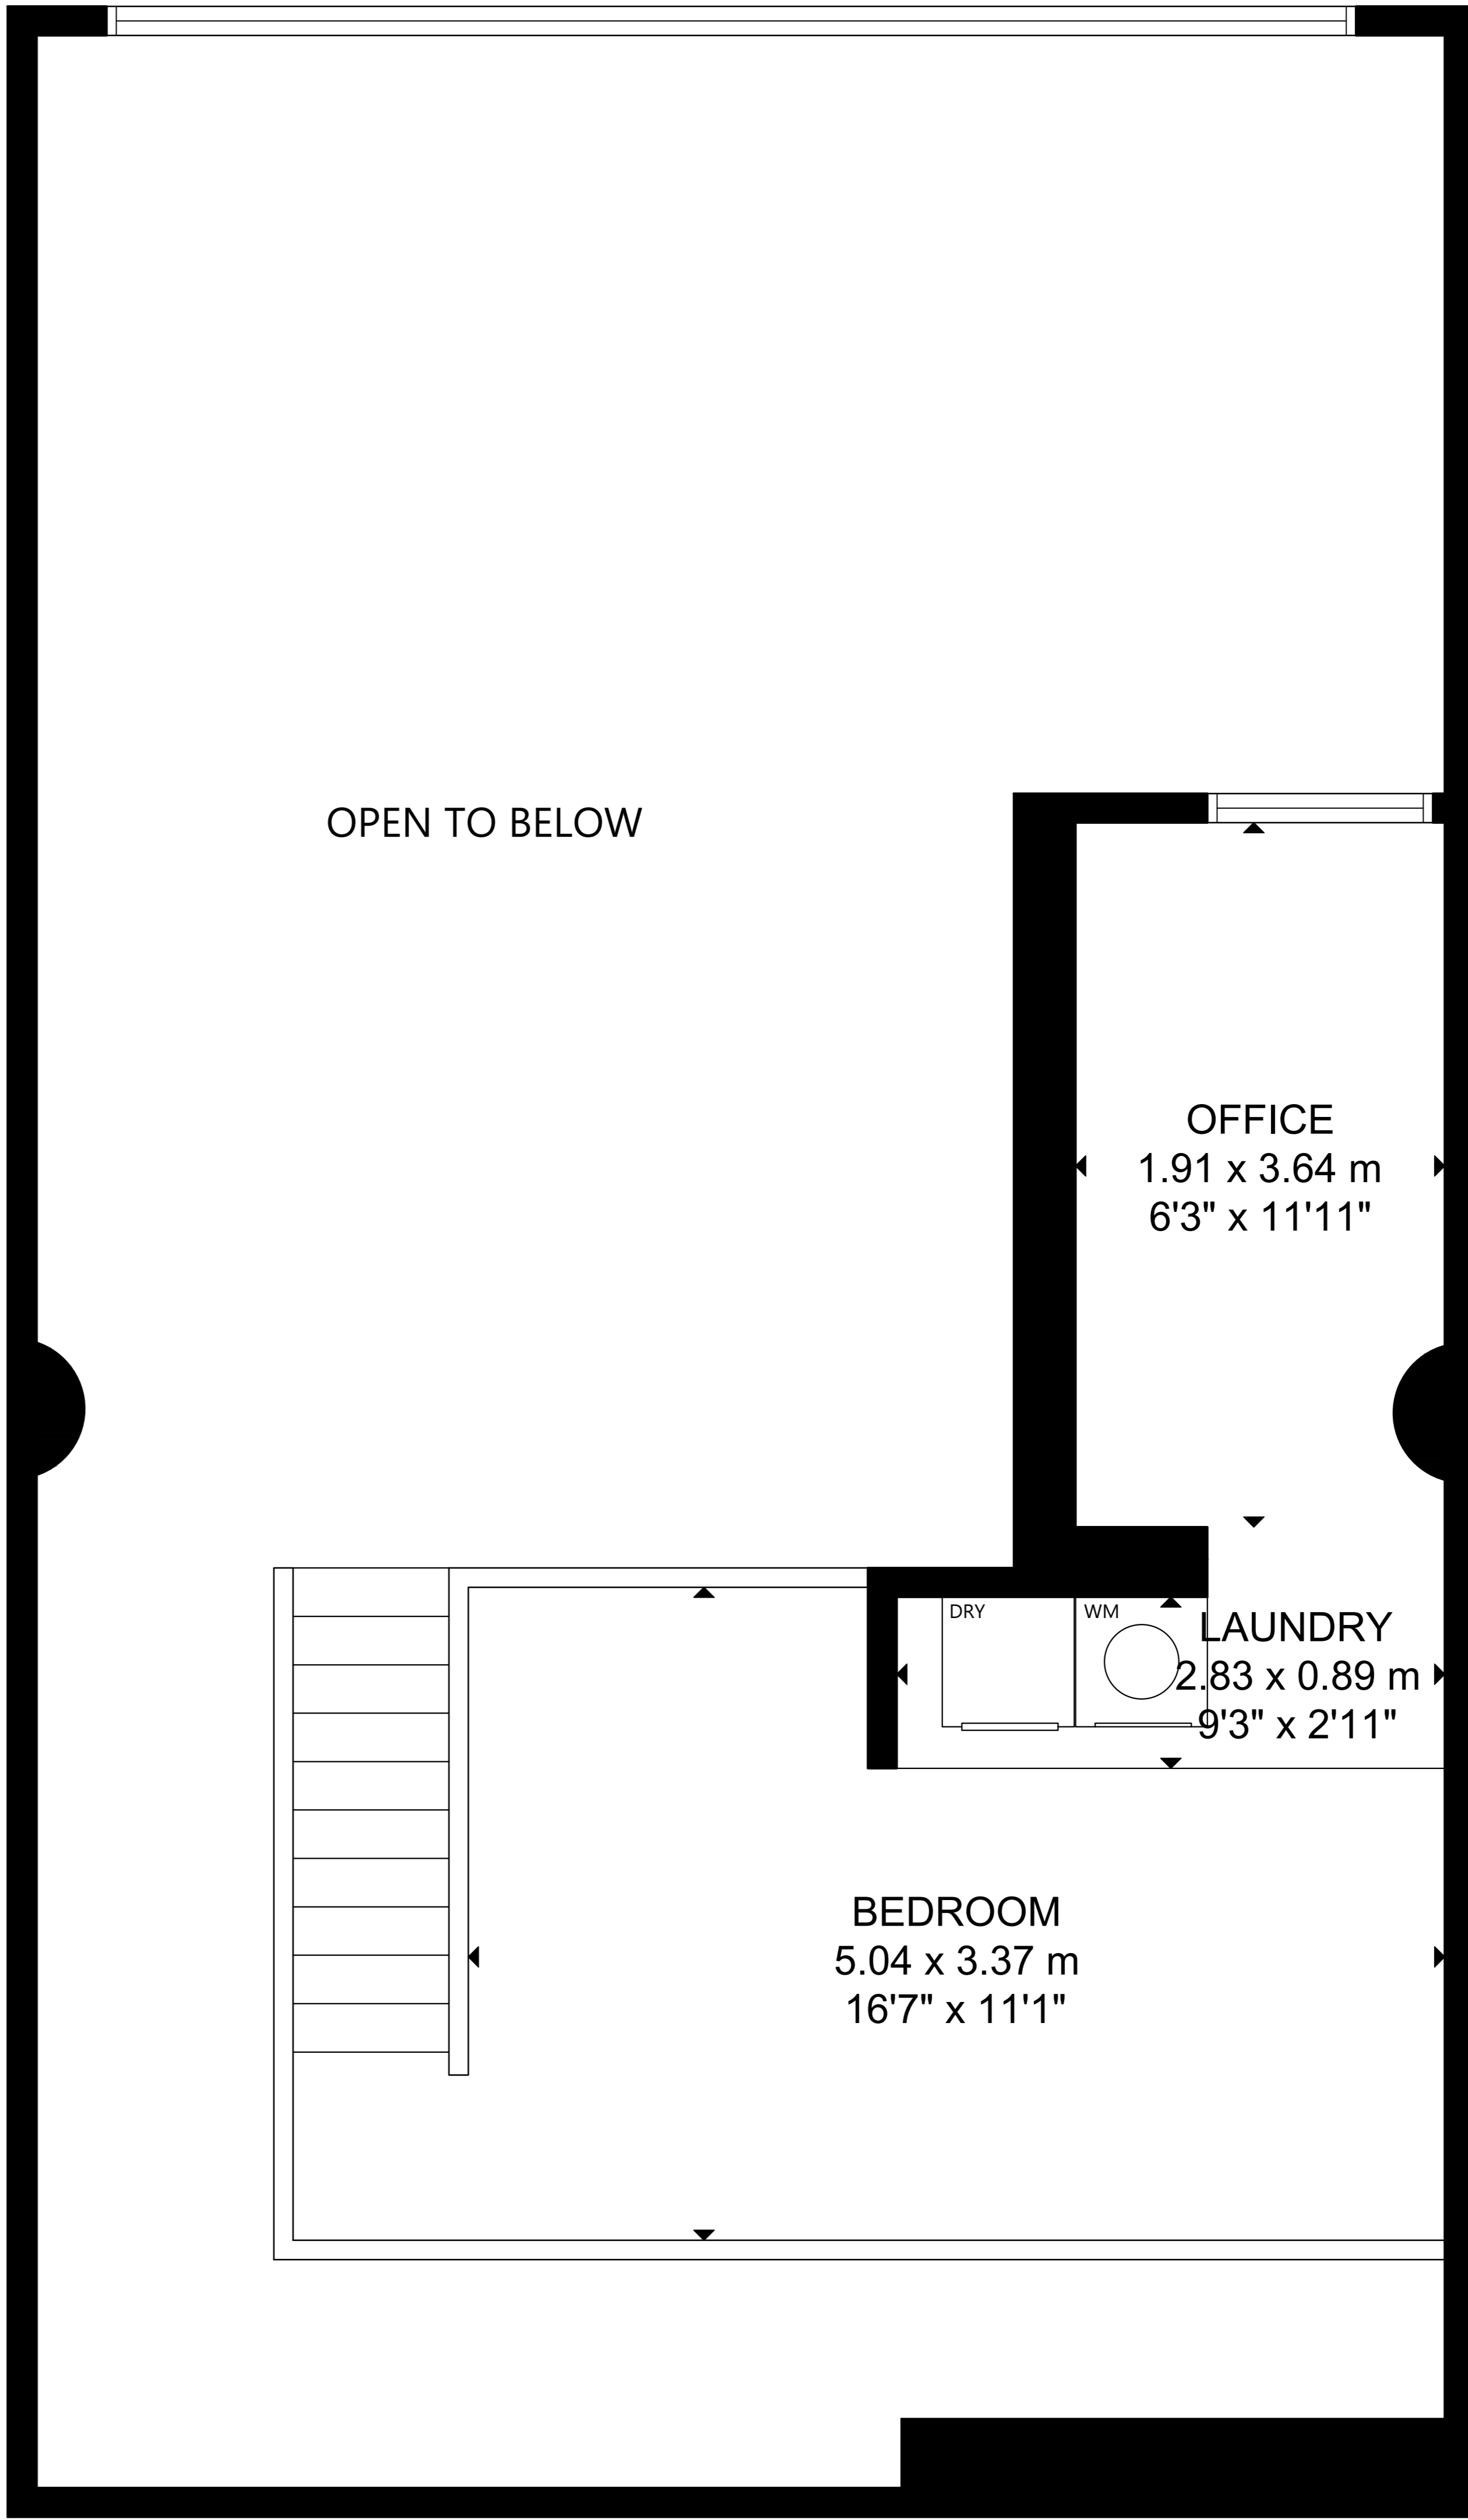 OPEN TO BELOW
OFFICE
1.91 x 3.64 m
6'3" x 11'11"
DRY
WM
LAUNDRY
2.83 x 0.89 m
9'3" x 2'11"
BEDROOM
5.04 x 3.37 m
16'7" x 11'1"